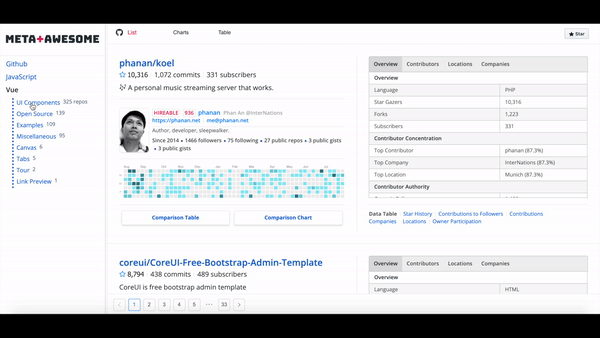 META+AWESOME
Github
JavaScript
Vue
UI Components 325 repos
Open Source 139
Examples 109
Miscellaneous 95
Canvas 6
Tabs 5
Tour 2
Link Preview 1
List Charts Table
Star
phanan/koel
10,316 1,072 commits 331 subscribers
A personal music streaming server that works.
HIREABLE 936 phanan Phan An @InterNations
https://phanan.net me@phanan.net
Author, developer, sleepwalker.
Since 2014 • 1466 followers • 75 following • 27 public repos • 3 public gists
• 3 public gists
Comparison Table Comparison Chart
Overview Contributors Locations Companies
Overview
Language PHP
Star Gazers 10,316
Forks 1,223
Subscribers 331
Contributor Concentration
Top Contributor phanan (87.3%)
Top Company InterNations (87.3%)
Top Location Munich (87.3%)
Contributor Authority
Data Table Star History Contributions to Followers Contributions
Companies Locations Owner Participation
coreui/CoreUI-Free-Bootstrap-Admin-Template
8,794 438 commits 489 subscribers
CoreUI is free bootstrap admin template
Overview Contributors Locations Companies
Overview
Language HTML
< 1 2 3 4 5 ••• 33 >